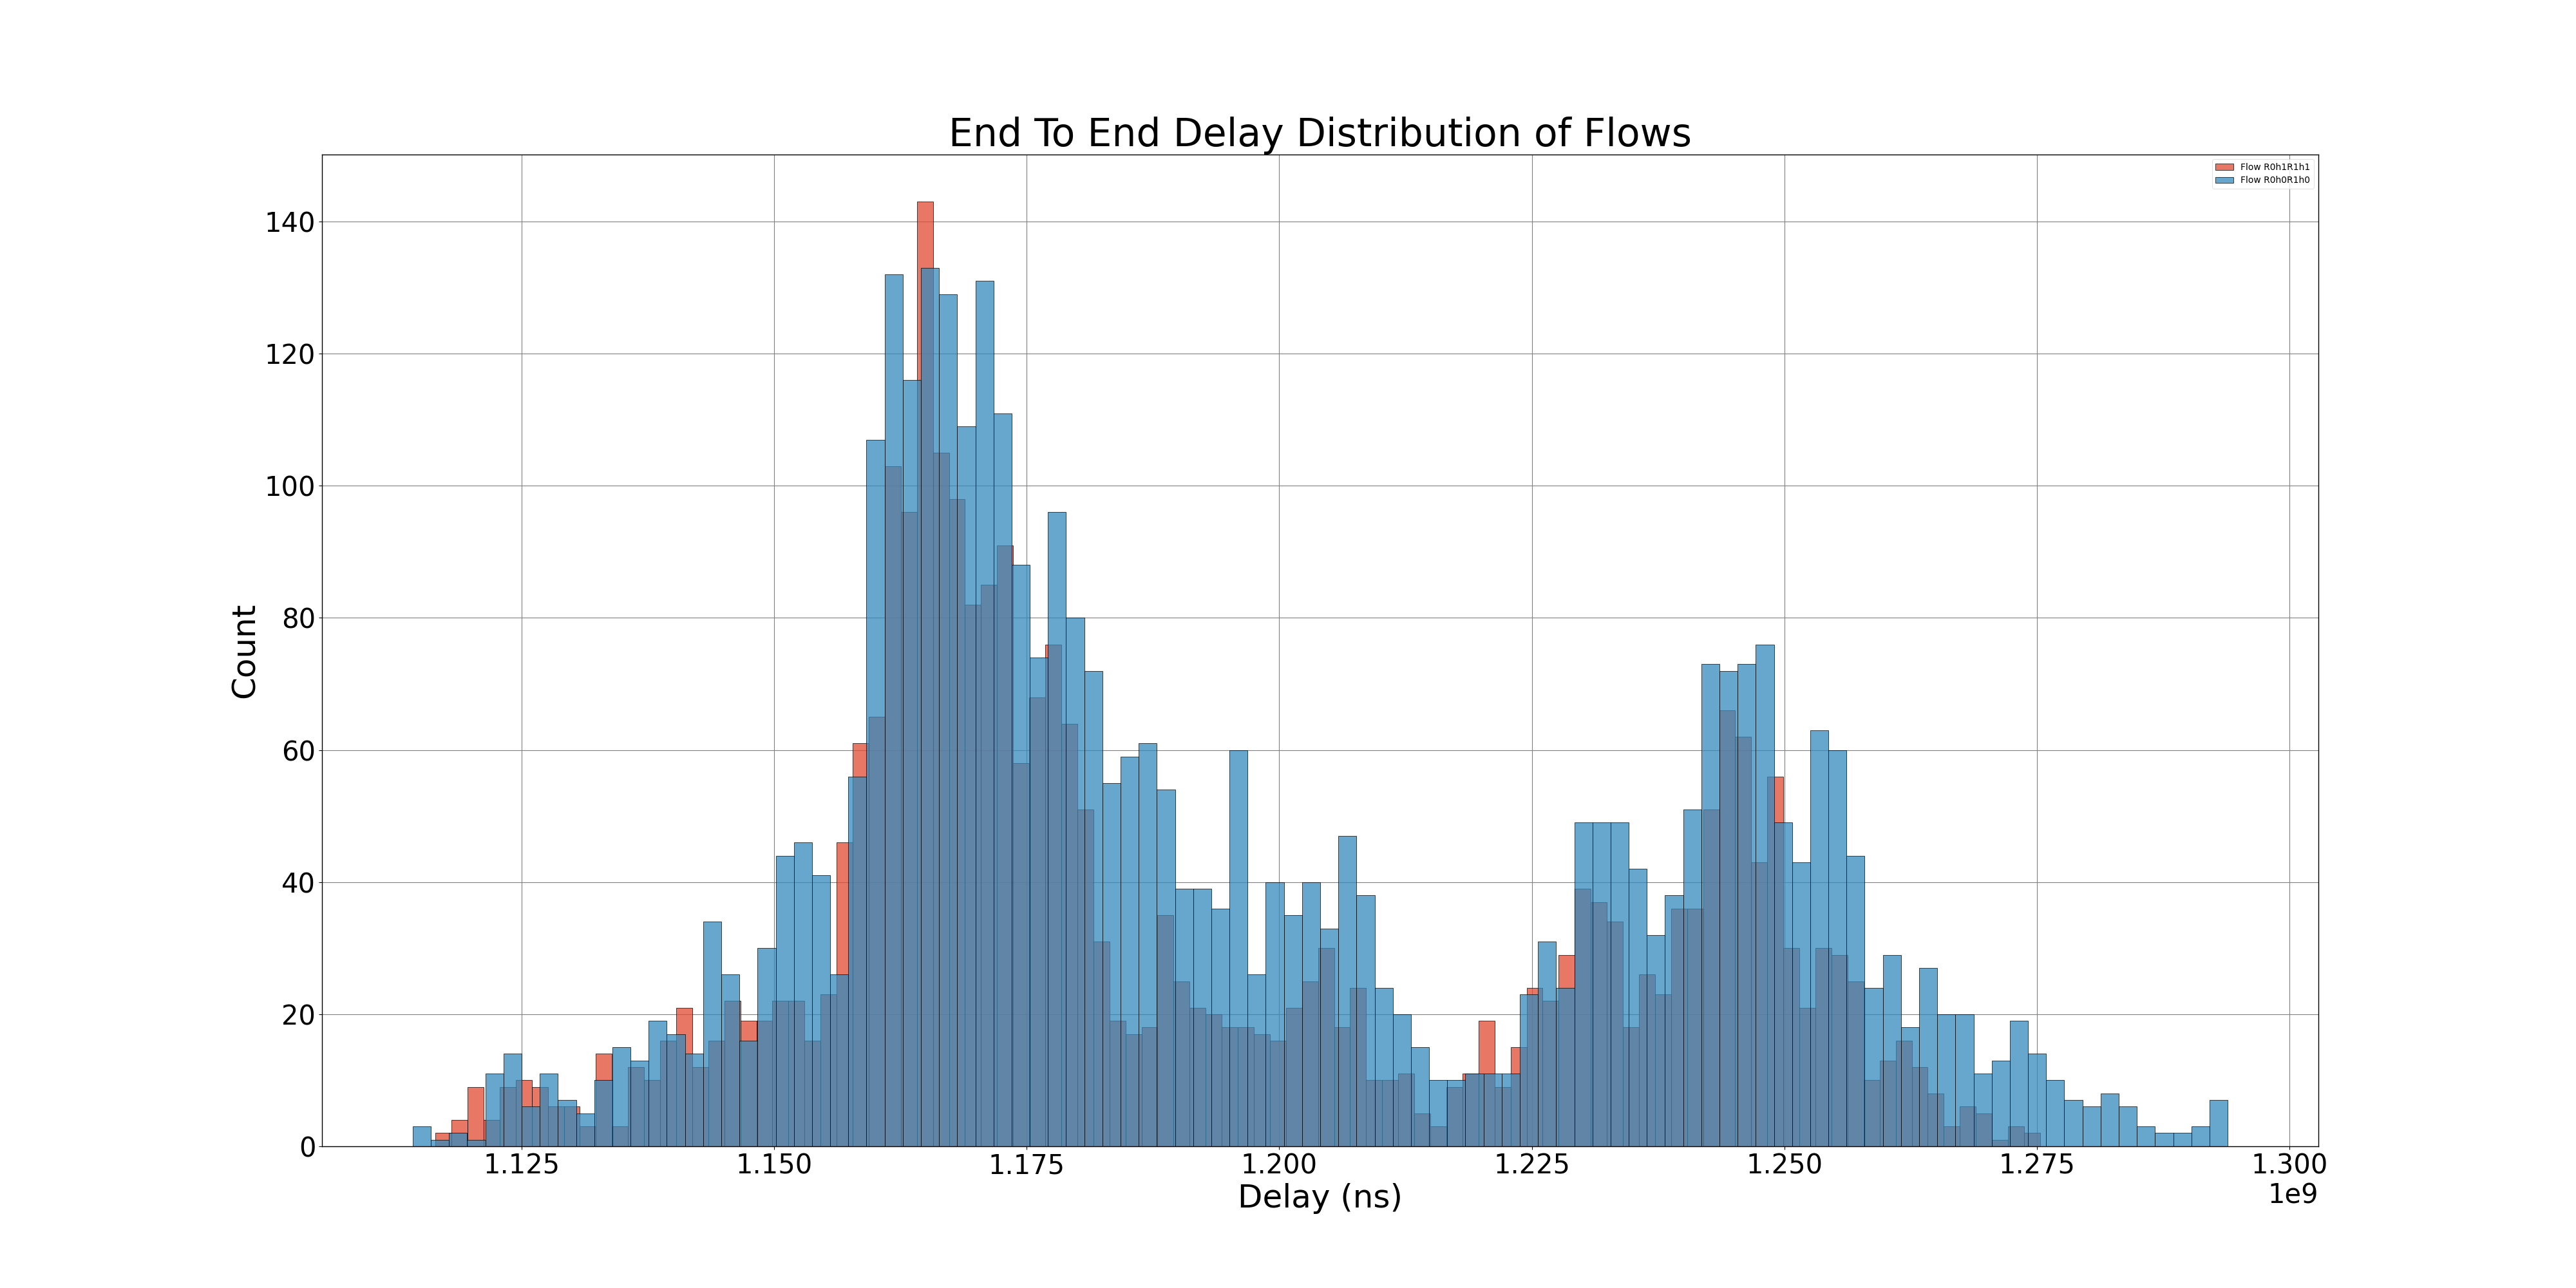 End To End Delay Distribution of Flows
Flow R0h1R1h1
Flow R0h0R1h0
140
120
100
80
60
40
20
0
Count
1.125 1.150 1.175 1.200 1.225 1.250 1.275 1.300
Delay (ns)
1e9